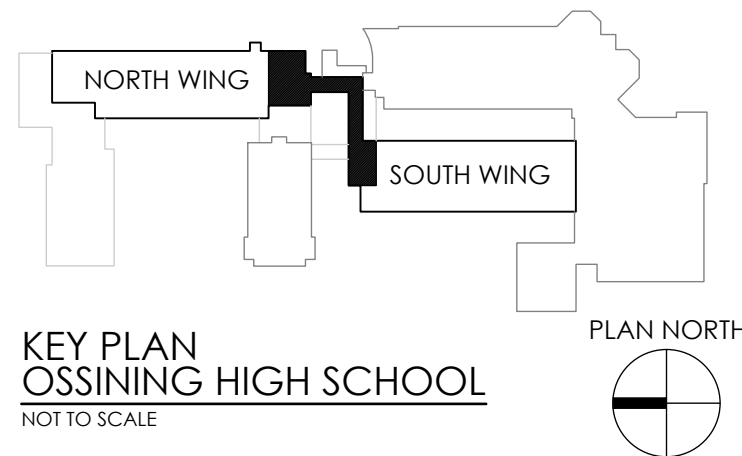 NORTH WING
SOUTH WING
KEY PLAN
OSSINING HIGH SCHOOL
NOT TO SCALE
PLAN NORTH